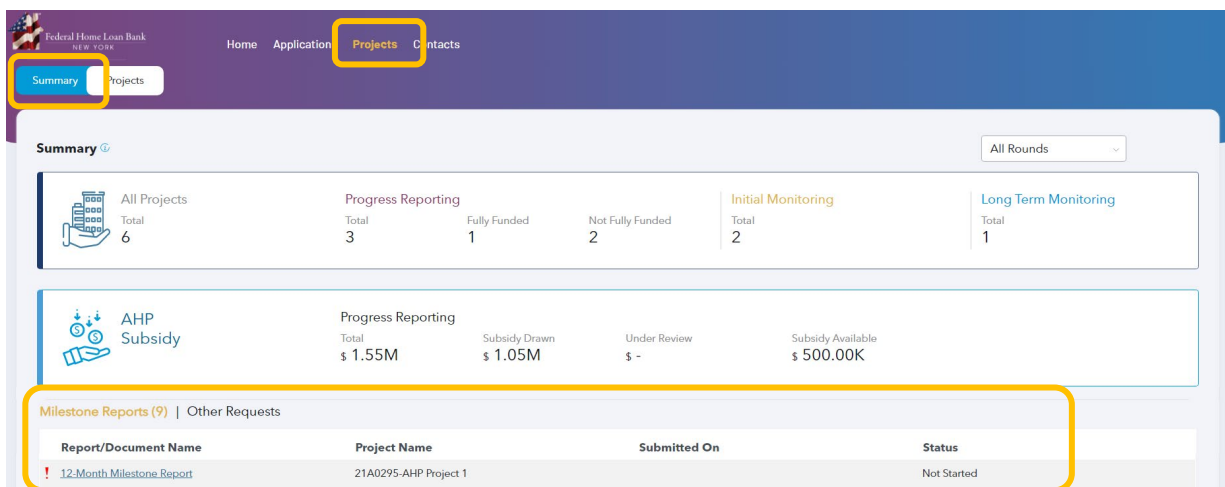 Federal Home Loan Bank
NEW YORK
Home Application Projects Contacts
Summary Projects
Summary
All Rounds
All Projects
Total
6
Progress Reporting
Total Fully Funded Not Fully Funded
3 1 2
Initial Monitoring
Total
2
Long Term Monitoring
Total
1
AHP
Subsidy
Progress Reporting
Total Subsidy Drawn Under Review Subsidy Available
$ 1.55M $ 1.05M $ - $ 500.00K
Milestone Reports (9) | Other Requests
Report/Document Name Project Name Submitted On Status
! 12-Month Milestone Report 21A0295-AHP Project 1 Not Started